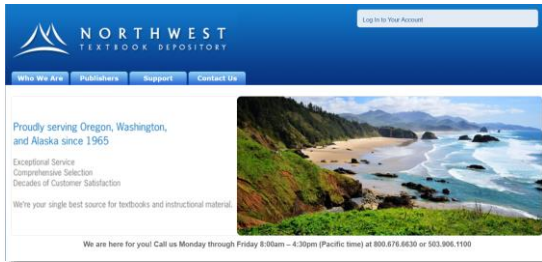 Log In to Your Account
NORTHWEST
TEXTBOOK DEPOSITORY
Who We Are
Publishers
Support
Contact Us
Proudly serving Oregon, Washington,
and Alaska since 1965
Exceptional Service
Comprehensive Selection
Decades of Customer Satisfaction
We're your single best source for textbooks and instructional material.
We are here for you! Call us Monday through Friday 8:00am – 4:30pm (Pacific time) at 800.676.6630 or 503.906.1100